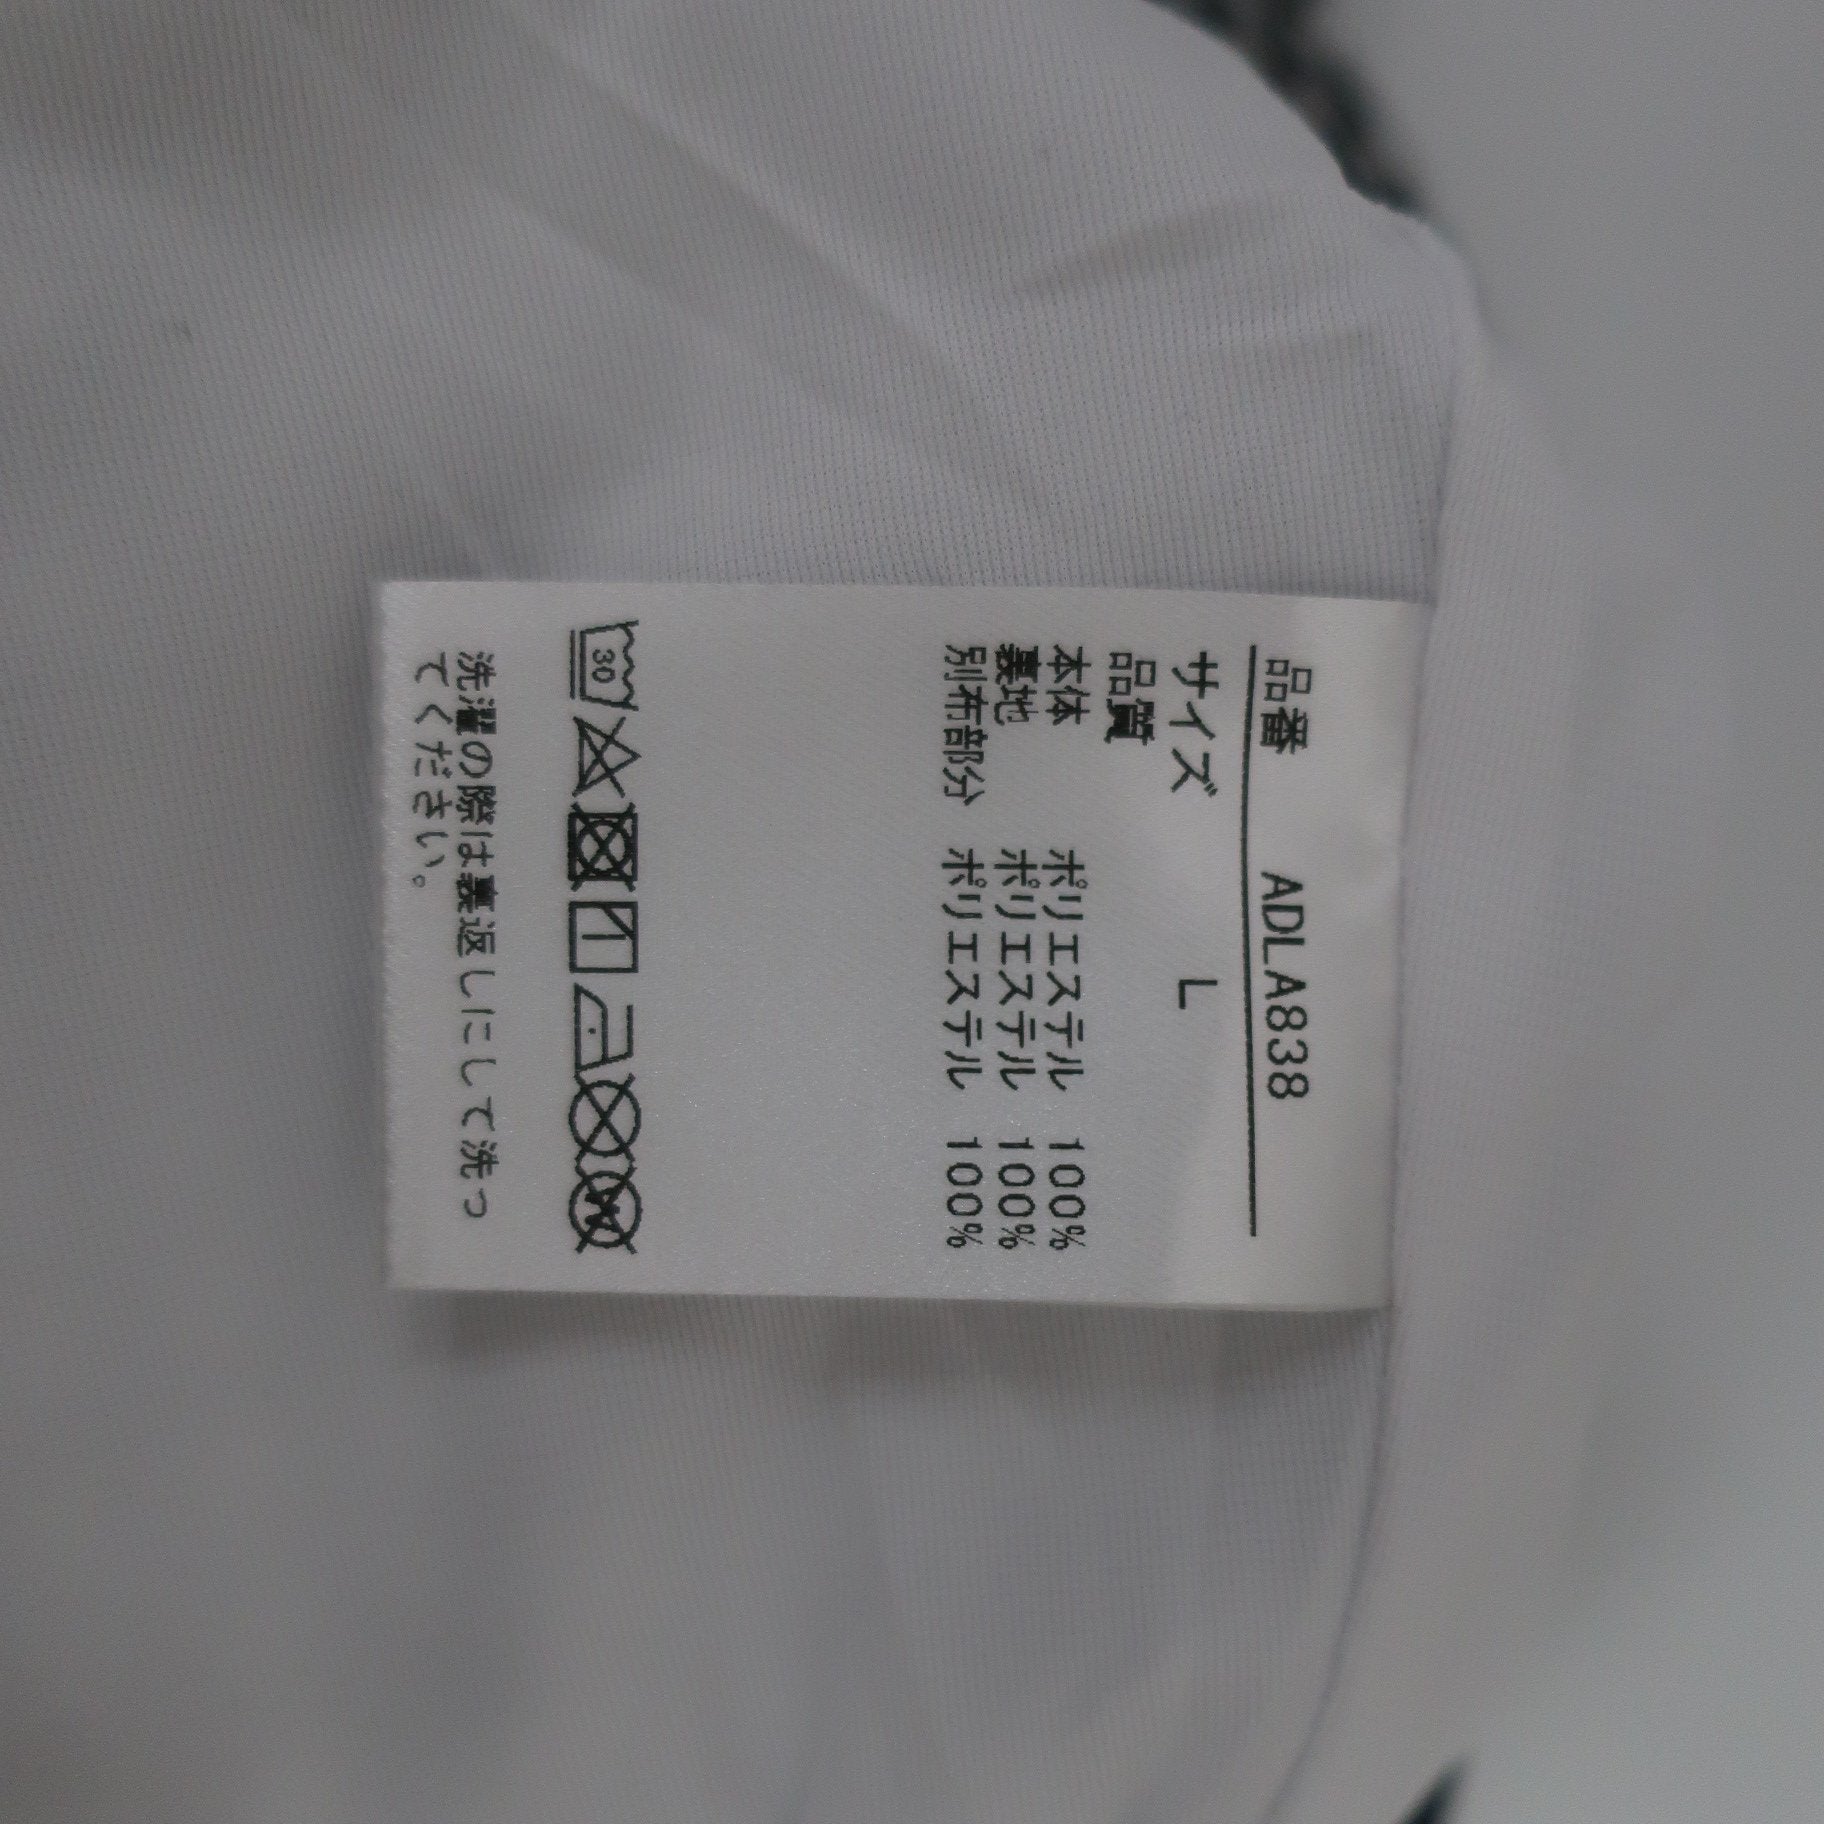 品番 ADLA838
サイズ L
品質
本体 ポリエステル 100%
裏地 ポリエステル 100%
別布部分 ポリエステル 100%
30
W
洗濯の際は裏返しにして洗っ
てください。